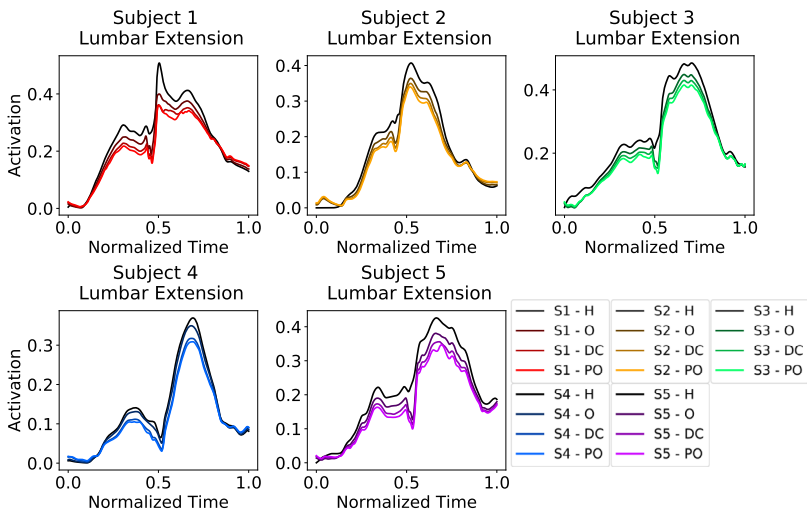 Subject 1
Lumbar Extension
Subject 2
Lumbar Extension
Subject 3
Lumbar Extension
Activation
0.4
0.2
0.0
0.0
0.5
1.0
Normalized Time
0.4
0.3
0.2
0.1
0.0
0.0
0.5
1.0
Normalized Time
0.4
0.2
0.0
0.5
1.0
Normalized Time
Subject 4
Lumbar Extension
Subject 5
Lumbar Extension
Activation
0.3
0.2
0.1
0.0
0.0
0.5
1.0
Normalized Time
0.4
0.3
0.2
0.1
0.0
0.0
0.5
1.0
Normalized Time
S1 - H
S1 - O
S1 - DC
S1 - PO
S2 - H
S2 - O
S2 - DC
S2 - PO
S3 - H
S3 - O
S3 - DC
S3 - PO
S4 - H
S4 - O
S4 - DC
S4 - PO
S5 - H
S5 - O
S5 - DC
S5 - PO